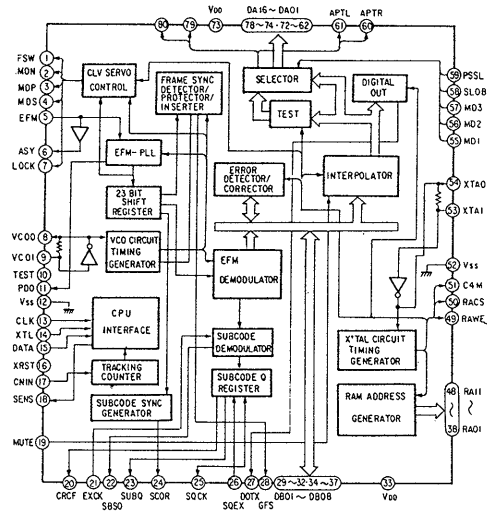 80 79 VDD 73 DA16 ~ DA01 78 ~ 74 · 72 ~ 62 APTL 61 APTR 60
FSW 1
MON 2
MDP 3
MDS 4
EFM 5
ASY 6
LOCK 7
VCOO 8
VCOI 9
TEST 10
PDO 11
Vss 12
CLK 13
XTL 14
DATA 15
XRST 16
CNIN 17
SENS 18
MUTE 19
CLV SERVO
CONTROL
FRAME SYNC
DETECTOR/
PROTECTOR/
INSERTER
SELECTOR
DIGITAL
OUT
TEST
EFM-PLL
ERROR
DETECTOR/
CORRECTOR
INTERPOLATOR
23 BIT
SHIFT
REGISTER
VCO CIRCUIT
TIMING
GENERATOR
EFM
DEMODULATOR
CPU
INTERFACE
X'TAL CIRCUIT
TIMING
GENERATOR
SUBCODE
DEMODULATOR
TRACKING
COUNTER
SUBCODE Q
REGISTER
SUBCODE SYNC
GENERATOR
RAM ADDRESS
GENERATOR
59 PSSL
58 SLOB
57 MD3
56 MD2
55 MD1
54 XTAO
53 XTAI
52 Vss
51 C4M
50 RACS
49 RAWE
48 RA11
38 RA01
20 21 22 23 24 25 26 27 28 29~32·34~37 33
CRCF EXCK SBSO SUBQ SCOR SQCK SQEX DOTX GFS DB01 ~ DB08 VDD